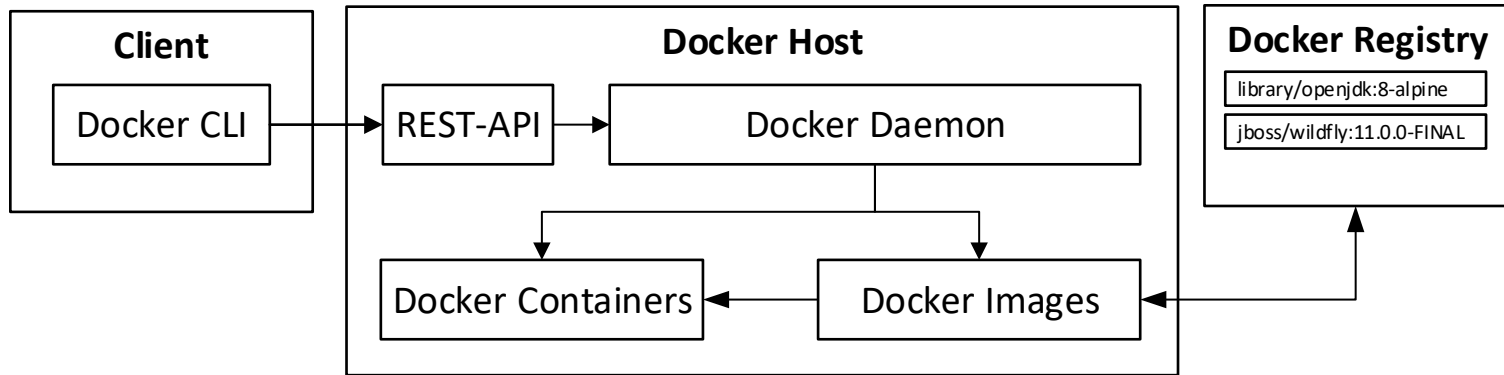 Client
Docker CLI
Docker Host
REST-API
Docker Daemon
Docker Containers
Docker Images
Docker Registry
library/openjdk:8-alpine
jboss/wildfly:11.0.0-FINAL